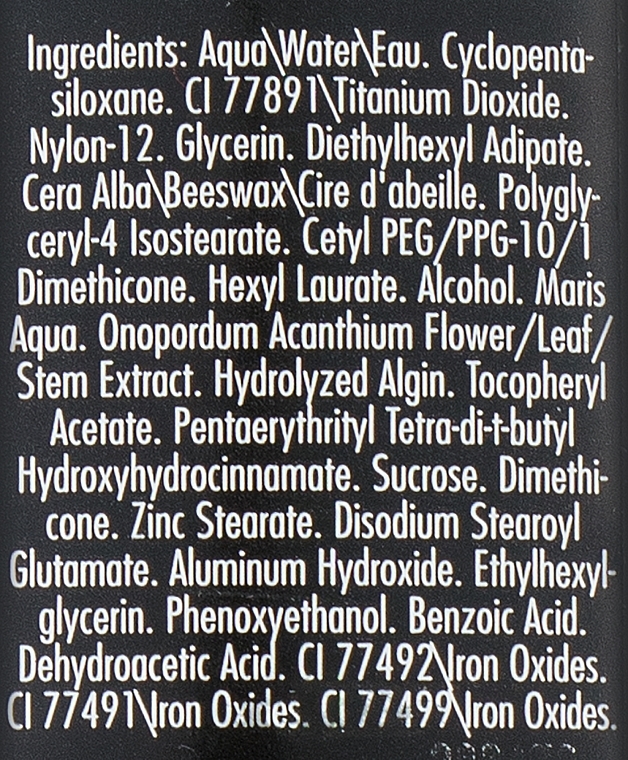 Ingredients: Aqua\Water\Eau. Cyclopenta-
siloxane. CI 77891\Titanium Dioxide.
Nylon-12. Glycerin. Diethylhexyl Adipate.
Cera Alba\Beeswax\Cire d'abeille. Polygly-
ceryl-4 Isostearate. Cetyl PEG/PPG-10/1
Dimethicone. Hexyl Laurate. Alcohol. Maris
Aqua. Onopordum Acanthium Flower/Leaf/
Stem Extract. Hydrolyzed Algin. Tocopheryl
Acetate. Pentaerythrityl Tetra-di-t-butyl
Hydroxyhydrocinnamate. Sucrose. Dimethi-
cone. Zinc Stearate. Disodium Stearoyl
Glutamate. Aluminum Hydroxide. Ethylhexyl-
glycerin. Phenoxyethanol. Benzoic Acid.
Dehydroacetic Acid. CI 77492\Iron Oxides.
CI 77491\Iron Oxides. CI 77499\Iron Oxides.